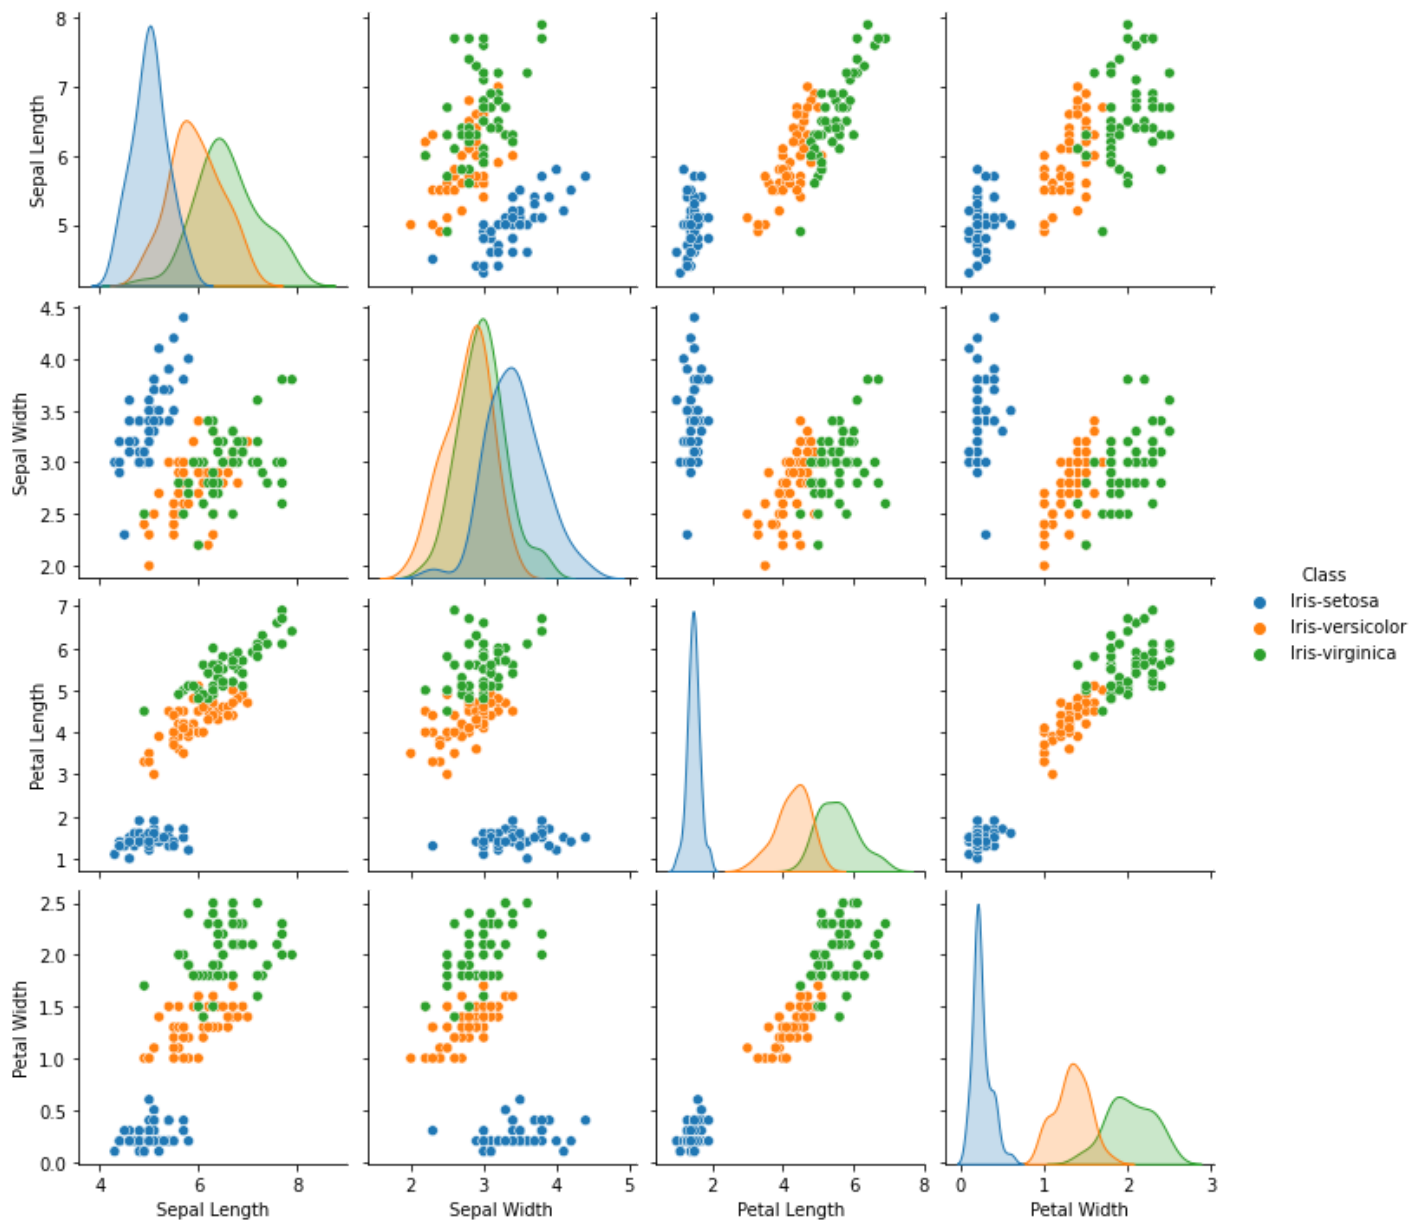 8
7
6
5
Sepal Length
4.5
4.0
3.5
3.0
2.5
2.0
Sepal Width
Class
Iris-setosa
Iris-versicolor
Iris-virginica
7
6
5
4
3
2
1
Petal Length
2.5
2.0
1.5
1.0
0.5
0.0
Petal Width
4 6 8 2 3 4 5 2 4 6 8 0 1 2 3
Sepal Length Sepal Width Petal Length Petal Width